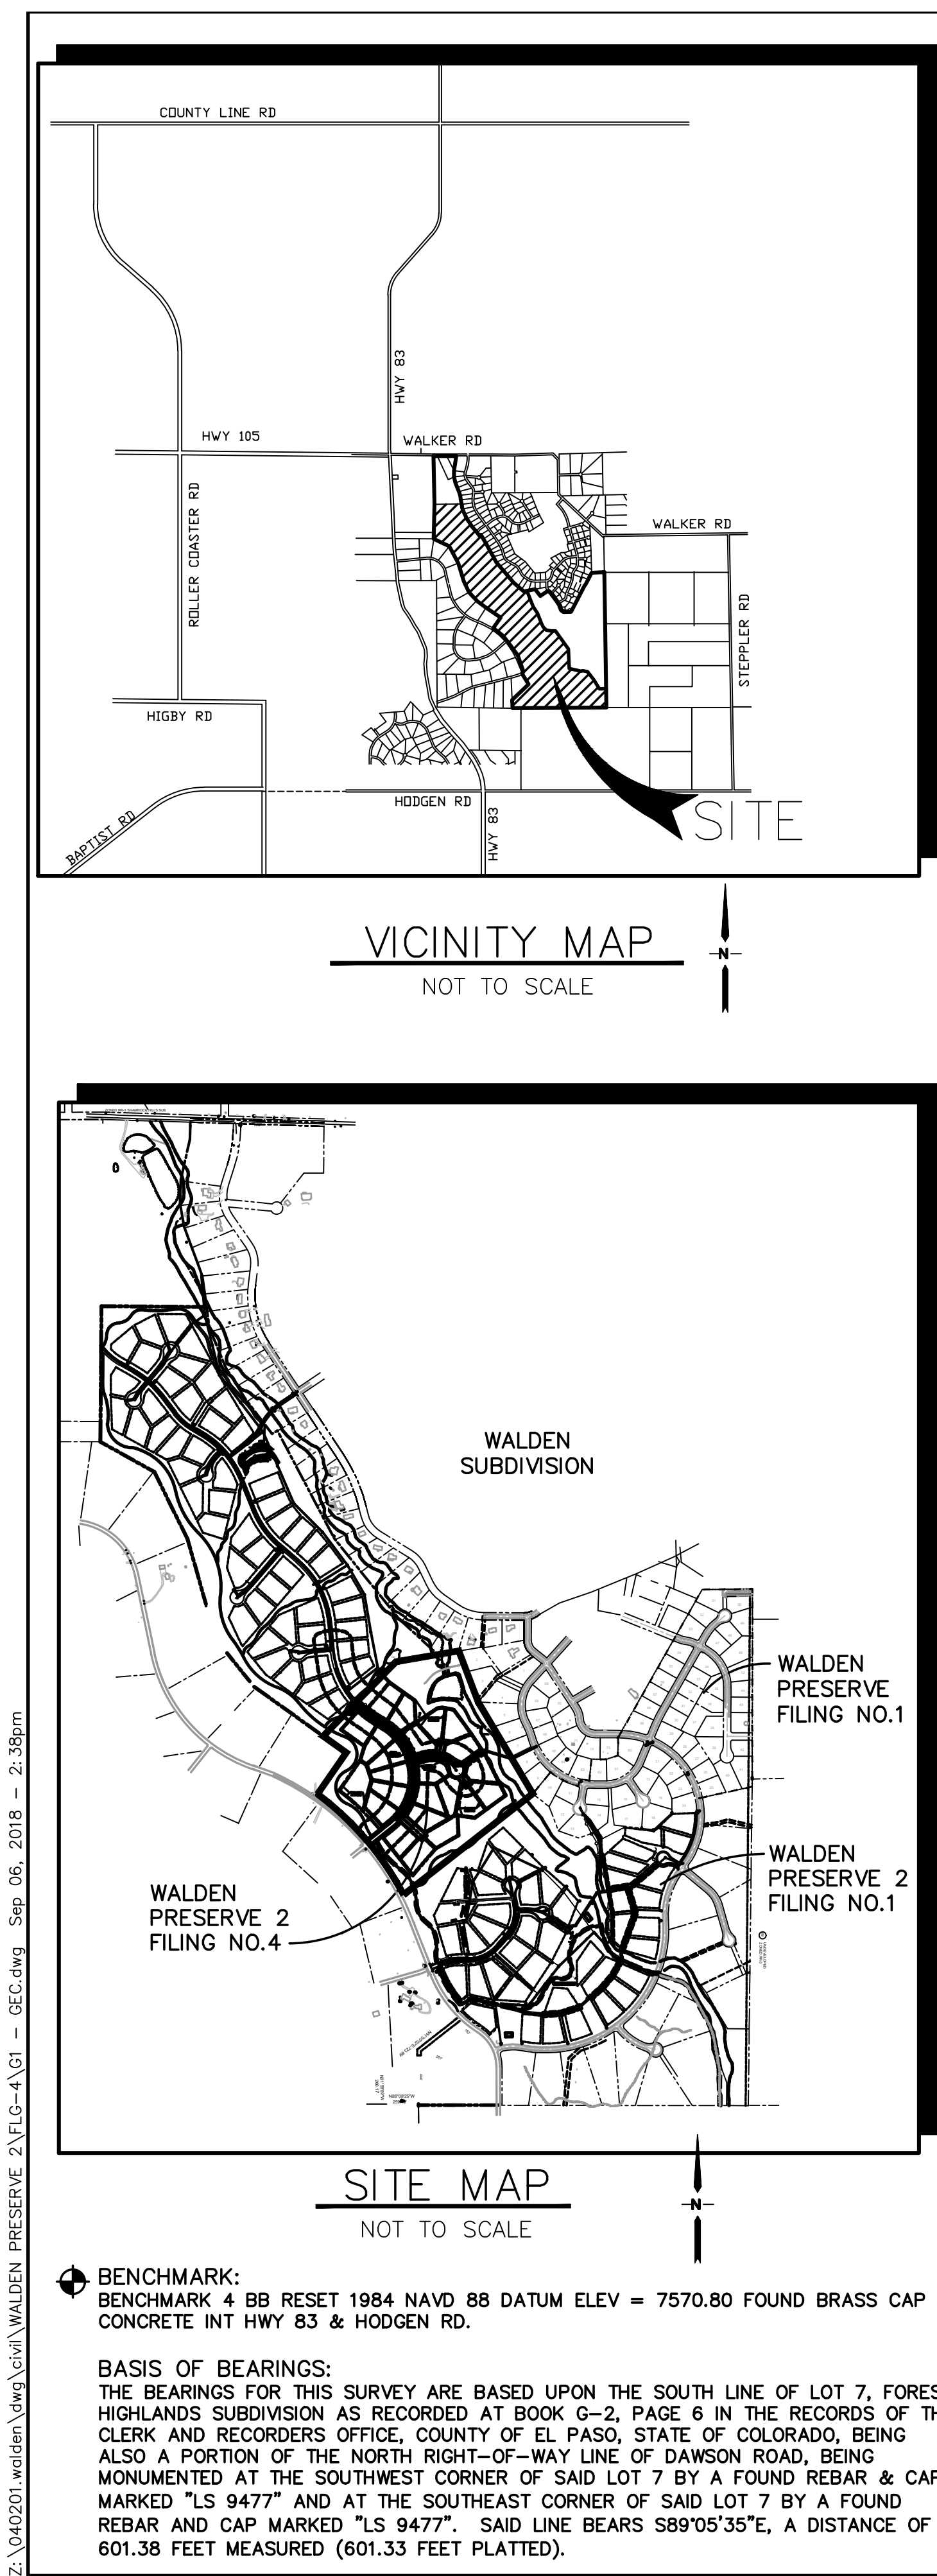 COUNTY LINE RD
HWY 83
HWY 105
WALKER RD
ROLLER COASTER RD
WALKER RD
STEPPLER RD
HIGBY RD
HODGEN RD
BAPTIST RD
HWY 83
SITE
VICINITY MAP
NOT TO SCALE
N
WALDEN
SUBDIVISION
WALDEN
PRESERVE
FILING NO.1
WALDEN
PRESERVE 2
FILING NO.1
WALDEN
PRESERVE 2
FILING NO.4
SITE MAP
NOT TO SCALE
N
BENCHMARK:
BENCHMARK 4 BB RESET 1984 NAVD 88 DATUM ELEV = 7570.80 FOUND BRASS CAP
CONCRETE INT HWY 83 & HODGEN RD.
BASIS OF BEARINGS:
THE BEARINGS FOR THIS SURVEY ARE BASED UPON THE SOUTH LINE OF LOT 7, FORES
HIGHLANDS SUBDIVISION AS RECORDED AT BOOK G-2, PAGE 6 IN THE RECORDS OF TH
CLERK AND RECORDERS OFFICE, COUNTY OF EL PASO, STATE OF COLORADO, BEING
ALSO A PORTION OF THE NORTH RIGHT-OF-WAY LINE OF DAWSON ROAD, BEING
MONUMENTED AT THE SOUTHWEST CORNER OF SAID LOT 7 BY A FOUND REBAR & CAP
MARKED "LS 9477" AND AT THE SOUTHEAST CORNER OF SAID LOT 7 BY A FOUND
REBAR AND CAP MARKED "LS 9477". SAID LINE BEARS S89°05'35"E, A DISTANCE OF
601.38 FEET MEASURED (601.33 FEET PLATTED).
Z:\040201.walden\dwg\civil\WALDEN PRESERVE 2\FLG-4\G1 - GEC.dwg Sep 06, 2018 - 2:38pm